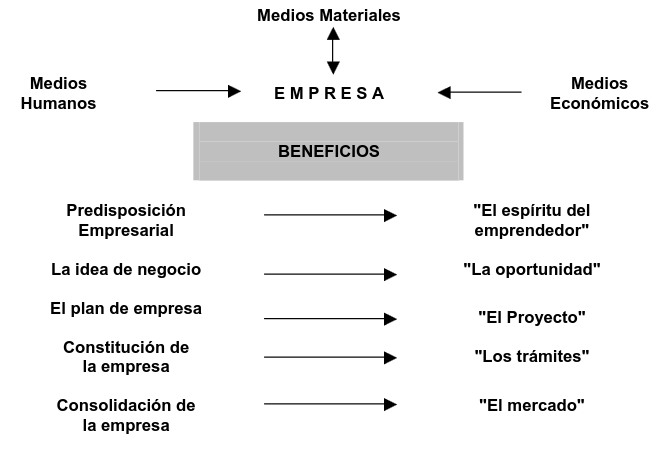 Medios Materiales
Medios
Humanos
E M P R E S A
Medios
Económicos
BENEFICIOS
Predisposición
Empresarial
"El espíritu del
emprendedor"
La idea de negocio
"La oportunidad"
El plan de empresa
"El Proyecto"
Constitución de
la empresa
"Los trámites"
Consolidación de
la empresa
"El mercado"